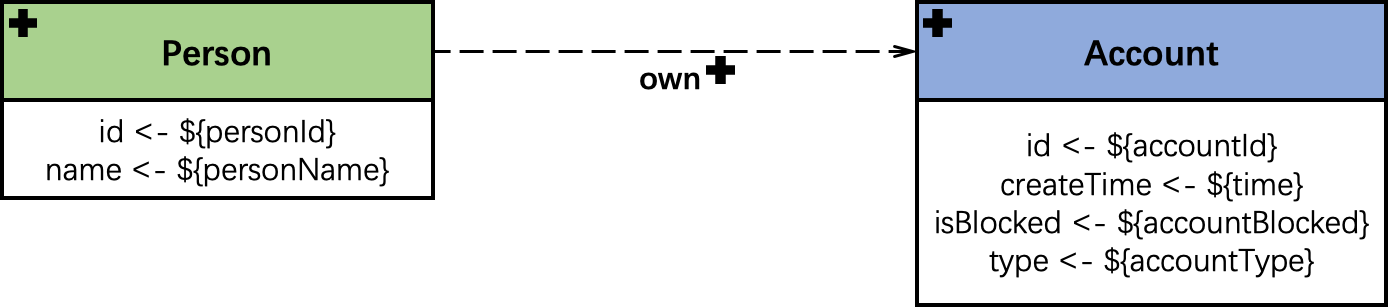 Person
id <- ${personId}
name <- ${personName}
own
Account
id <- ${accountId}
createTime <- ${time}
isBlocked <- ${accountBlocked}
type <- ${accountType}